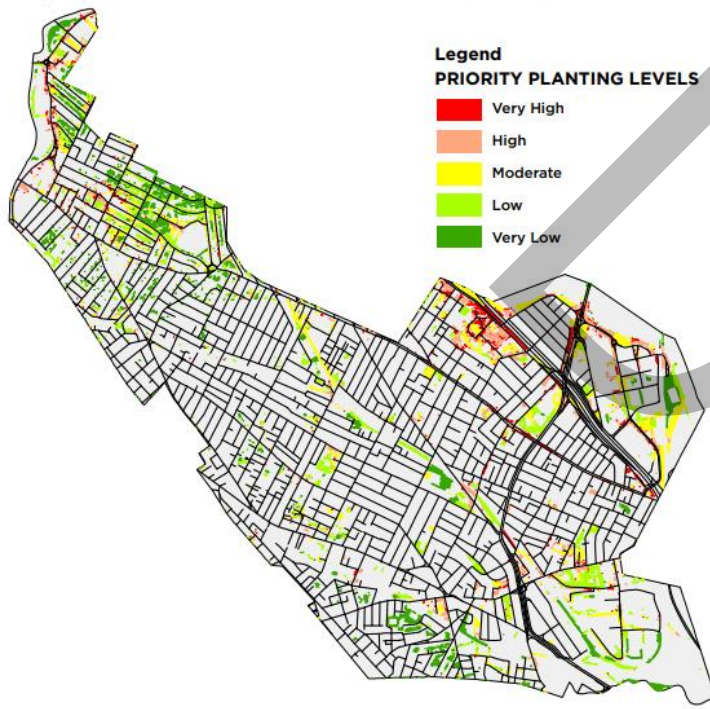 Legend
PRIORITY PLANTING LEVELS
Very High
High
Moderate
Low
Very Low